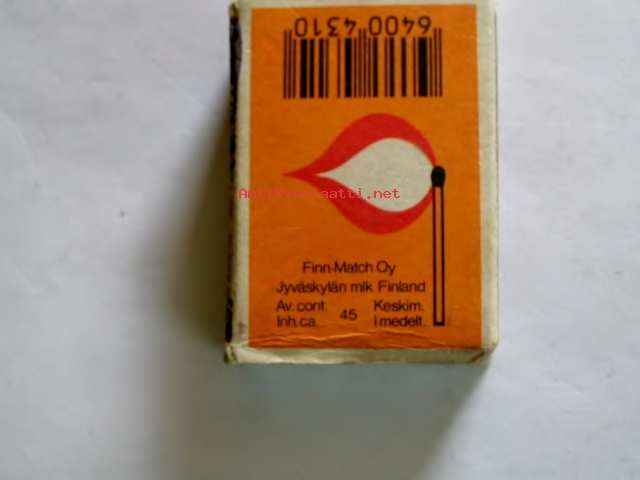 6400 4310
Finn-Match Oy
Jyväskylän mlk Finland
Av. cont. 45 Keskim.
Inh. ca. i medelt.